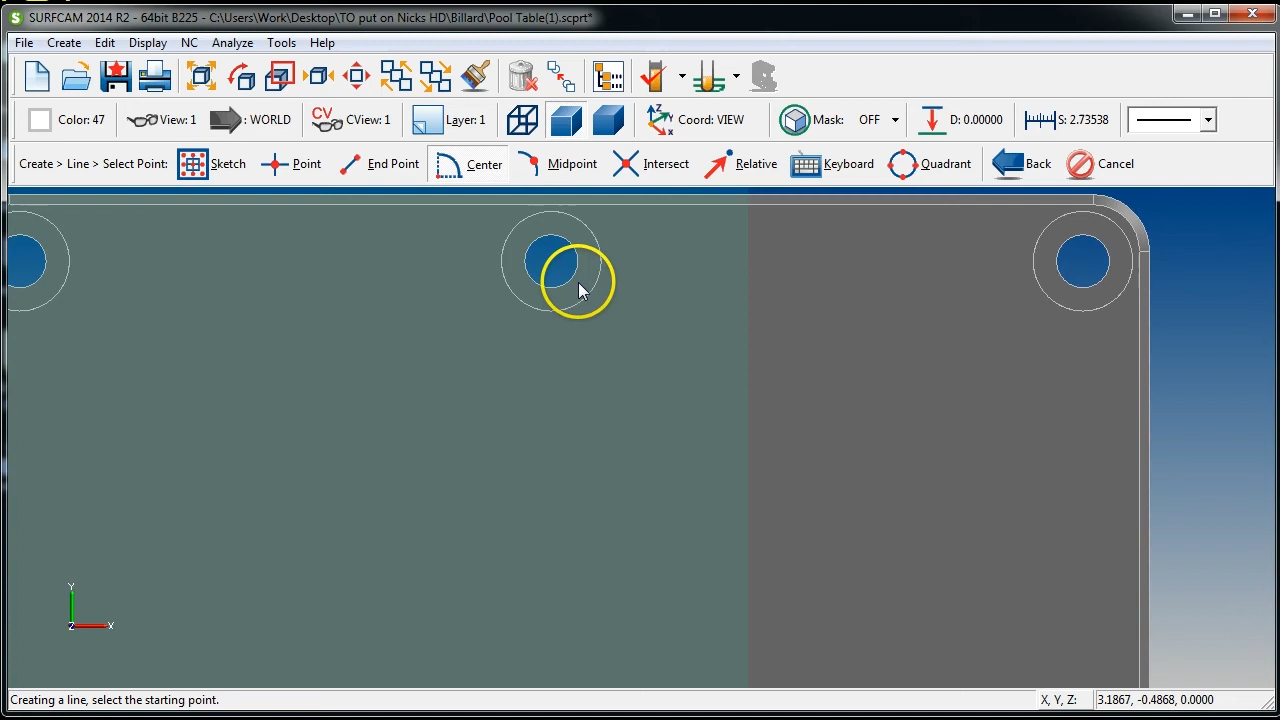 SURFCAM 2014 R2 - 64bit B225 - C:\Users\Work\Desktop\TO put on Nicks HD\Billard\Pool Table(1).scprt*
File Create Edit Display NC Analyze Tools Help
Color: 47 View: 1 : WORLD CV CView: 1 Layer: 1 Z Y X Coord: VIEW Mask: OFF D: 0.00000 S: 2.73538
Create > Line > Select Point: Sketch Point End Point Center Midpoint Intersect Relative Keyboard Quadrant Back Cancel
Y
Z X
Creating a line, select the starting point. X, Y, Z: 3.1867, -0.4868, 0.0000